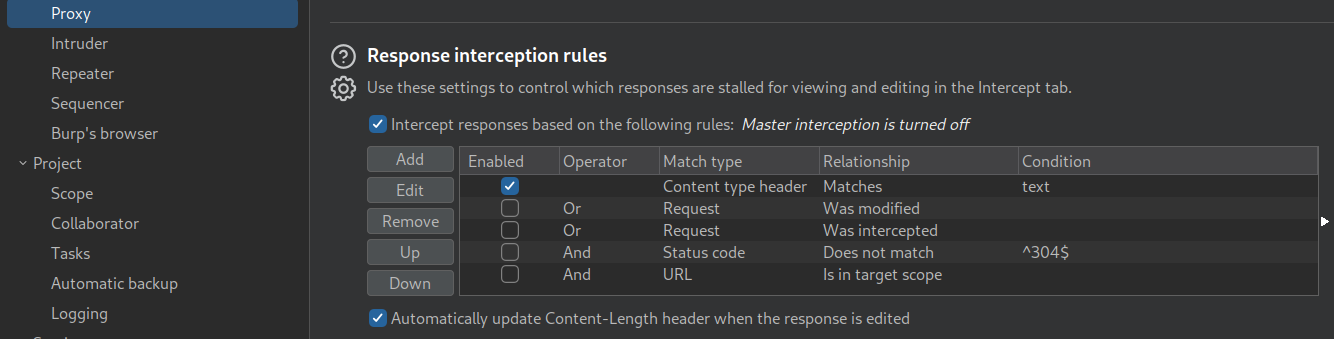 Proxy
Intruder
Repeater
Sequencer
Burp's browser
Project
Scope
Collaborator
Tasks
Automatic backup
Logging
Response interception rules
Use these settings to control which responses are stalled for viewing and editing in the Intercept tab.
Intercept responses based on the following rules: Master interception is turned off
Add
Edit
Remove
Up
Down
Enabled Operator Match type Relationship Condition
Content type header Matches text
Or Request Was modified
Or Request Was intercepted
And Status code Does not match ^304$
And URL Is in target scope
Automatically update Content-Length header when the response is edited